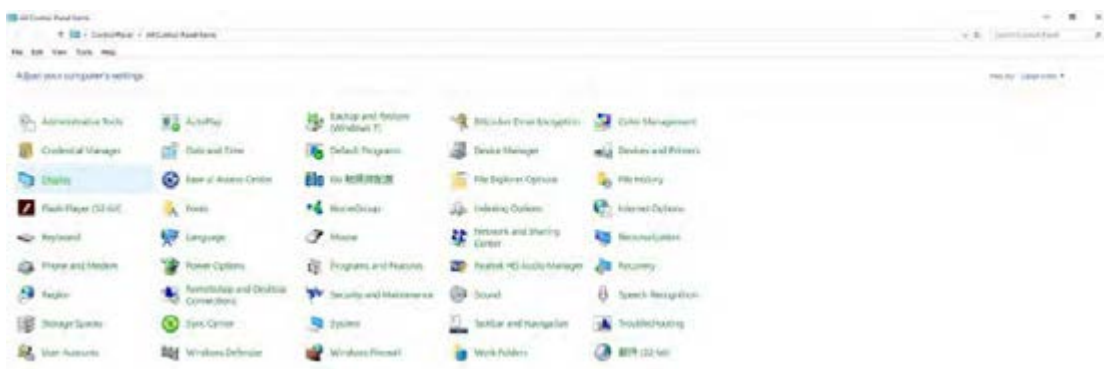 All Control Panel Items
Control Panel › All Control Panel Items
File Edit View Tools Help
Adjust your computer's settings
View by: Large icons
Administrative Tools
AutoPlay
Backup and Restore
(Windows 7)
BitLocker Drive Encryption
Color Management
Credential Manager
Date and Time
Default Programs
Device Manager
Devices and Printers
Display
Ease of Access Center
Elo
File Explorer Options
File History
Flash Player (32-bit)
Fonts
HomeGroup
Indexing Options
Internet Options
Keyboard
Language
Mouse
Network and Sharing
Center
Personalization
Phone and Modem
Power Options
Programs and Features
Realtek HD Audio Manager
Recovery
Region
RemoteApp and Desktop
Connections
Security and Maintenance
Sound
Speech Recognition
Storage Spaces
Sync Center
System
Taskbar and Navigation
Troubleshooting
User Accounts
Windows Defender
Windows Firewall
Work Folders
(32-bit)